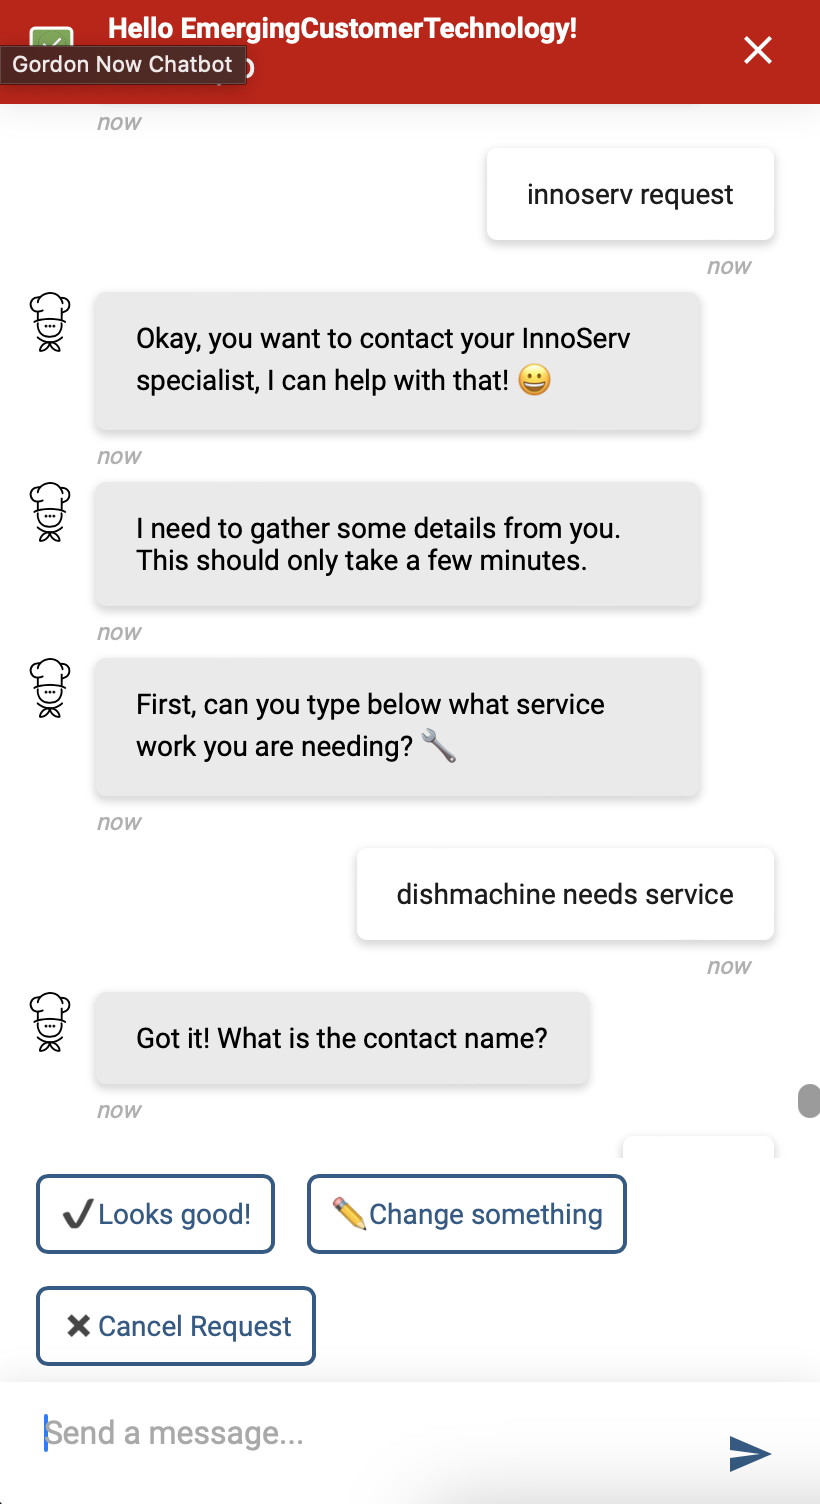 Hello EmergingCustomerTechnology!
Gordon Now Chatbot
now
innoserv request
now
Okay, you want to contact your InnoServ
specialist, I can help with that! 😀
now
I need to gather some details from you.
This should only take a few minutes.
now
First, can you type below what service
work you are needing? 🔧
now
dishmachine needs service
now
Got it! What is the contact name?
now
✔Looks good!
✏️Change something
✖ Cancel Request
Send a message...